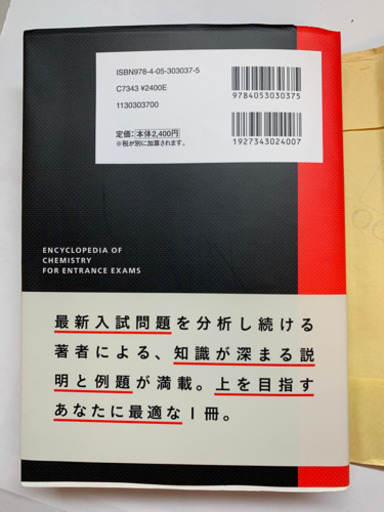 ISBN978-4-05-303037-5
C7343 ¥2400E
1130303700
定価：本体2,400円
※税が別に加算されます。
9784053030375
1927343024007
ENCYCLOPEDIA OF
CHEMISTRY
FOR ENTRANCE EXAMS
最新入試問題を分析し続ける
著者による、知識が深まる説
明と例題が満載。上を目指す
あなたに最適な1冊。